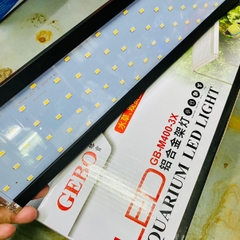 GEBO
LED
GB-M400-3X
铝合金架灯
AQUARIUM LED LIGHT